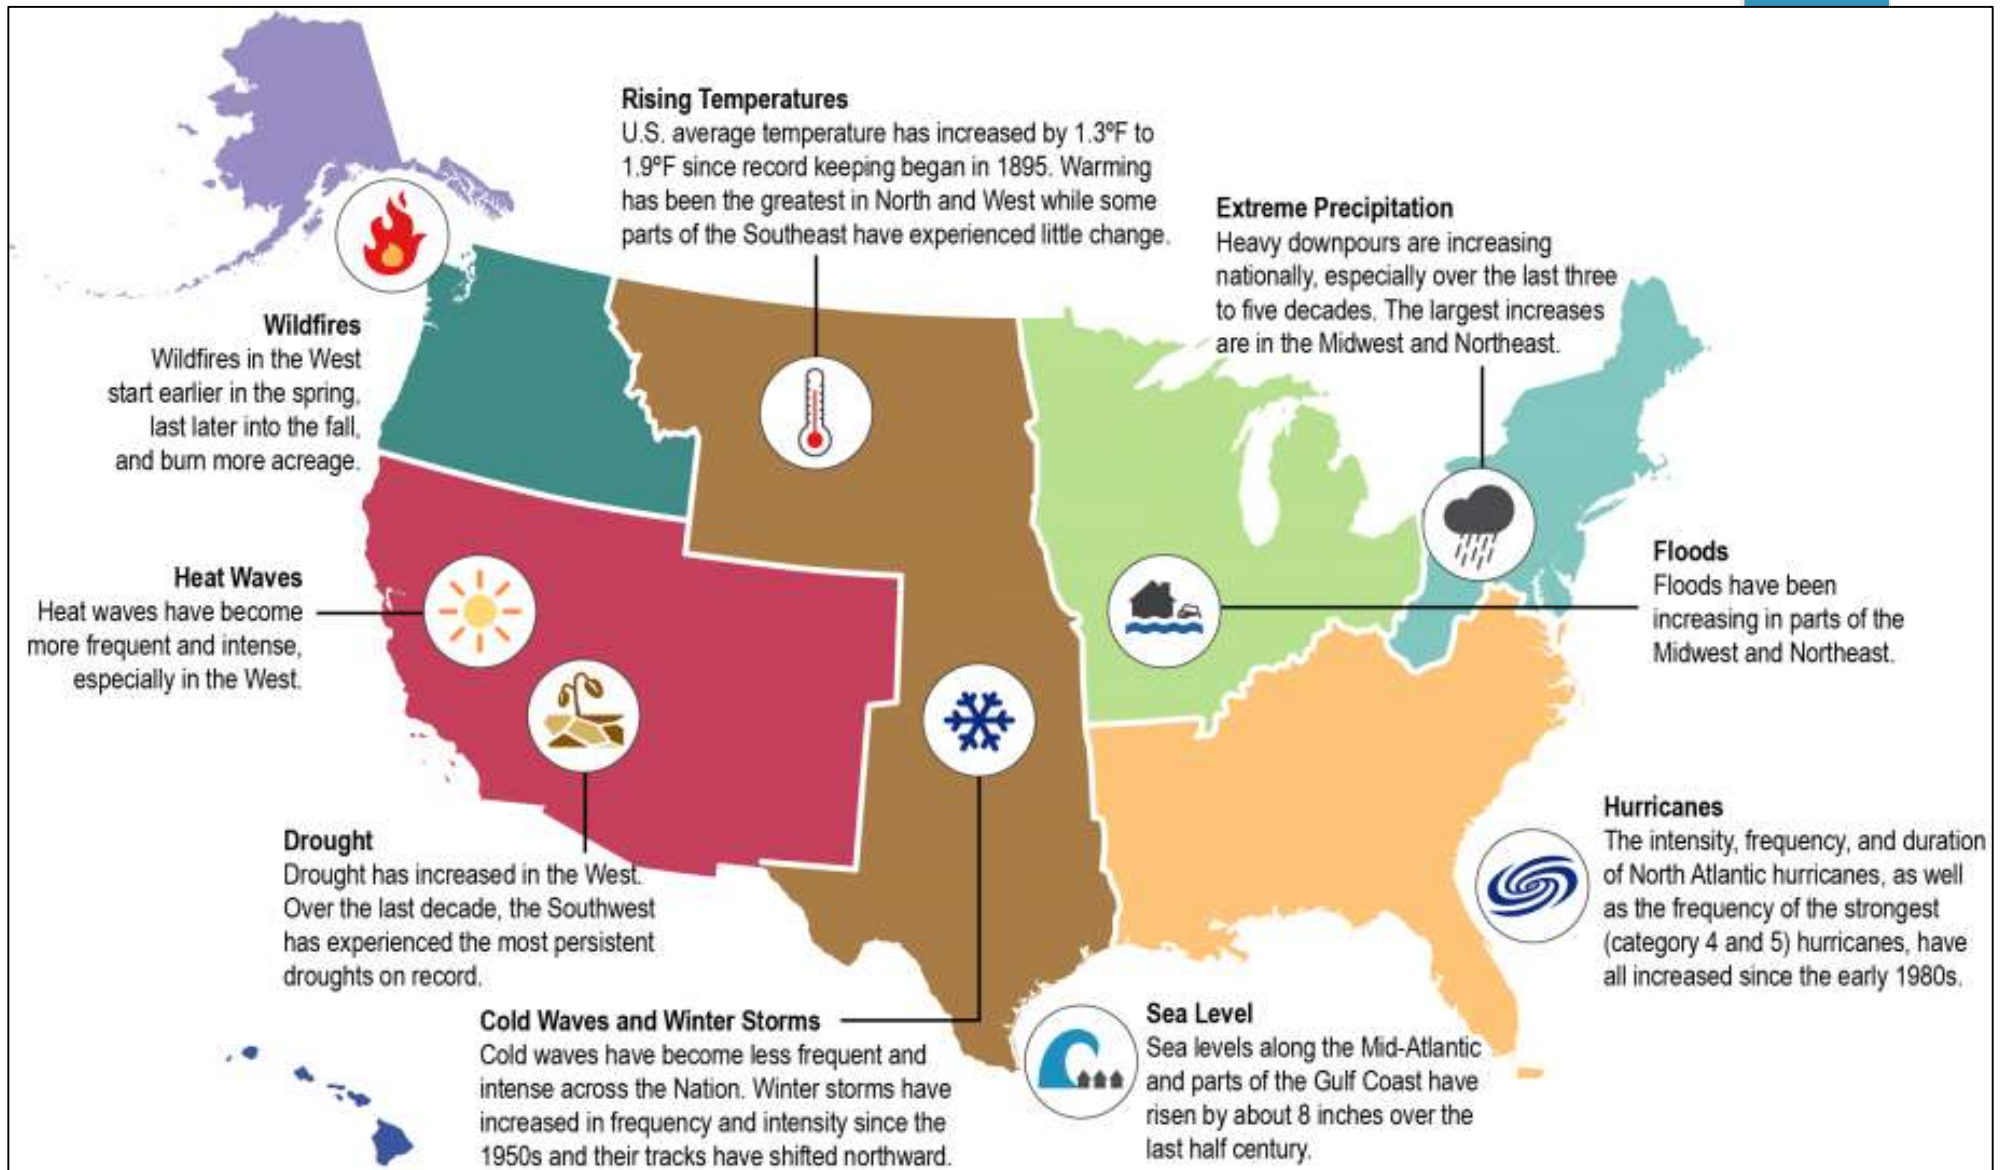 Rising Temperatures
U.S. average temperature has increased by 1.3ºF to
1.9ºF since record keeping began in 1895. Warming
has been the greatest in North and West while some
parts of the Southeast have experienced little change.
Extreme Precipitation
Heavy downpours are increasing
nationally, especially over the last three
to five decades. The largest increases
are in the Midwest and Northeast.
Wildfires
Wildfires in the West
start earlier in the spring,
last later into the fall,
and burn more acreage.
Heat Waves
Heat waves have become
more frequent and intense,
especially in the West.
Floods
Floods have been
increasing in parts of the
Midwest and Northeast.
Drought
Drought has increased in the West.
Over the last decade, the Southwest
has experienced the most persistent
droughts on record.
Hurricanes
The intensity, frequency, and duration
of North Atlantic hurricanes, as well
as the frequency of the strongest
(category 4 and 5) hurricanes, have
all increased since the early 1980s.
Cold Waves and Winter Storms
Cold waves have become less frequent and
intense across the Nation. Winter storms have
increased in frequency and intensity since the
1950s and their tracks have shifted northward.
Sea Level
Sea levels along the Mid-Atlantic
and parts of the Gulf Coast have
risen by about 8 inches over the
last half century.